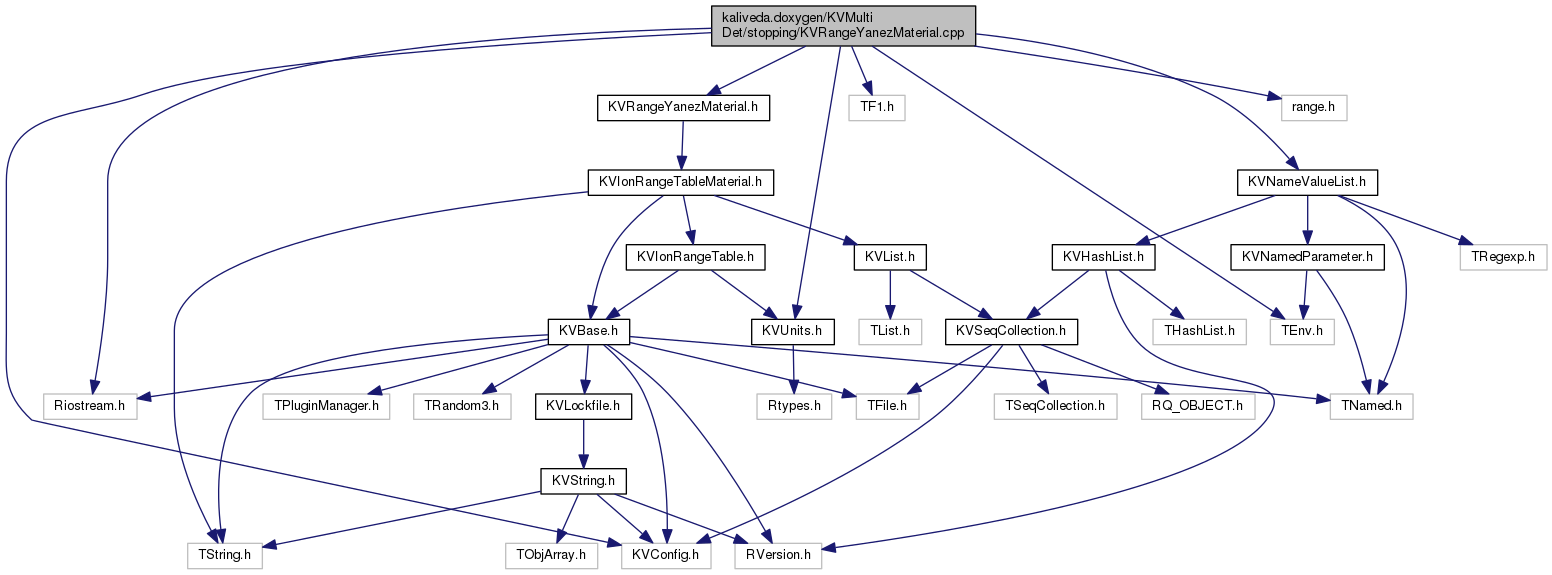 kaliveda.doxygen/KVMulti
Det/stopping/KVRangeYanezMaterial.cpp
KVRangeYanezMaterial.h
TF1.h
range.h
KVIonRangeTableMaterial.h
KVNameValueList.h
KVIonRangeTable.h
KVList.h
KVHashList.h
KVNamedParameter.h
TRegexp.h
KVBase.h
KVUnits.h
TList.h
KVSeqCollection.h
THashList.h
TEnv.h
Riostream.h
TPluginManager.h
TRandom3.h
KVLockfile.h
Rtypes.h
TFile.h
TSeqCollection.h
RQ_OBJECT.h
TNamed.h
KVString.h
TString.h
TObjArray.h
KVConfig.h
RVersion.h